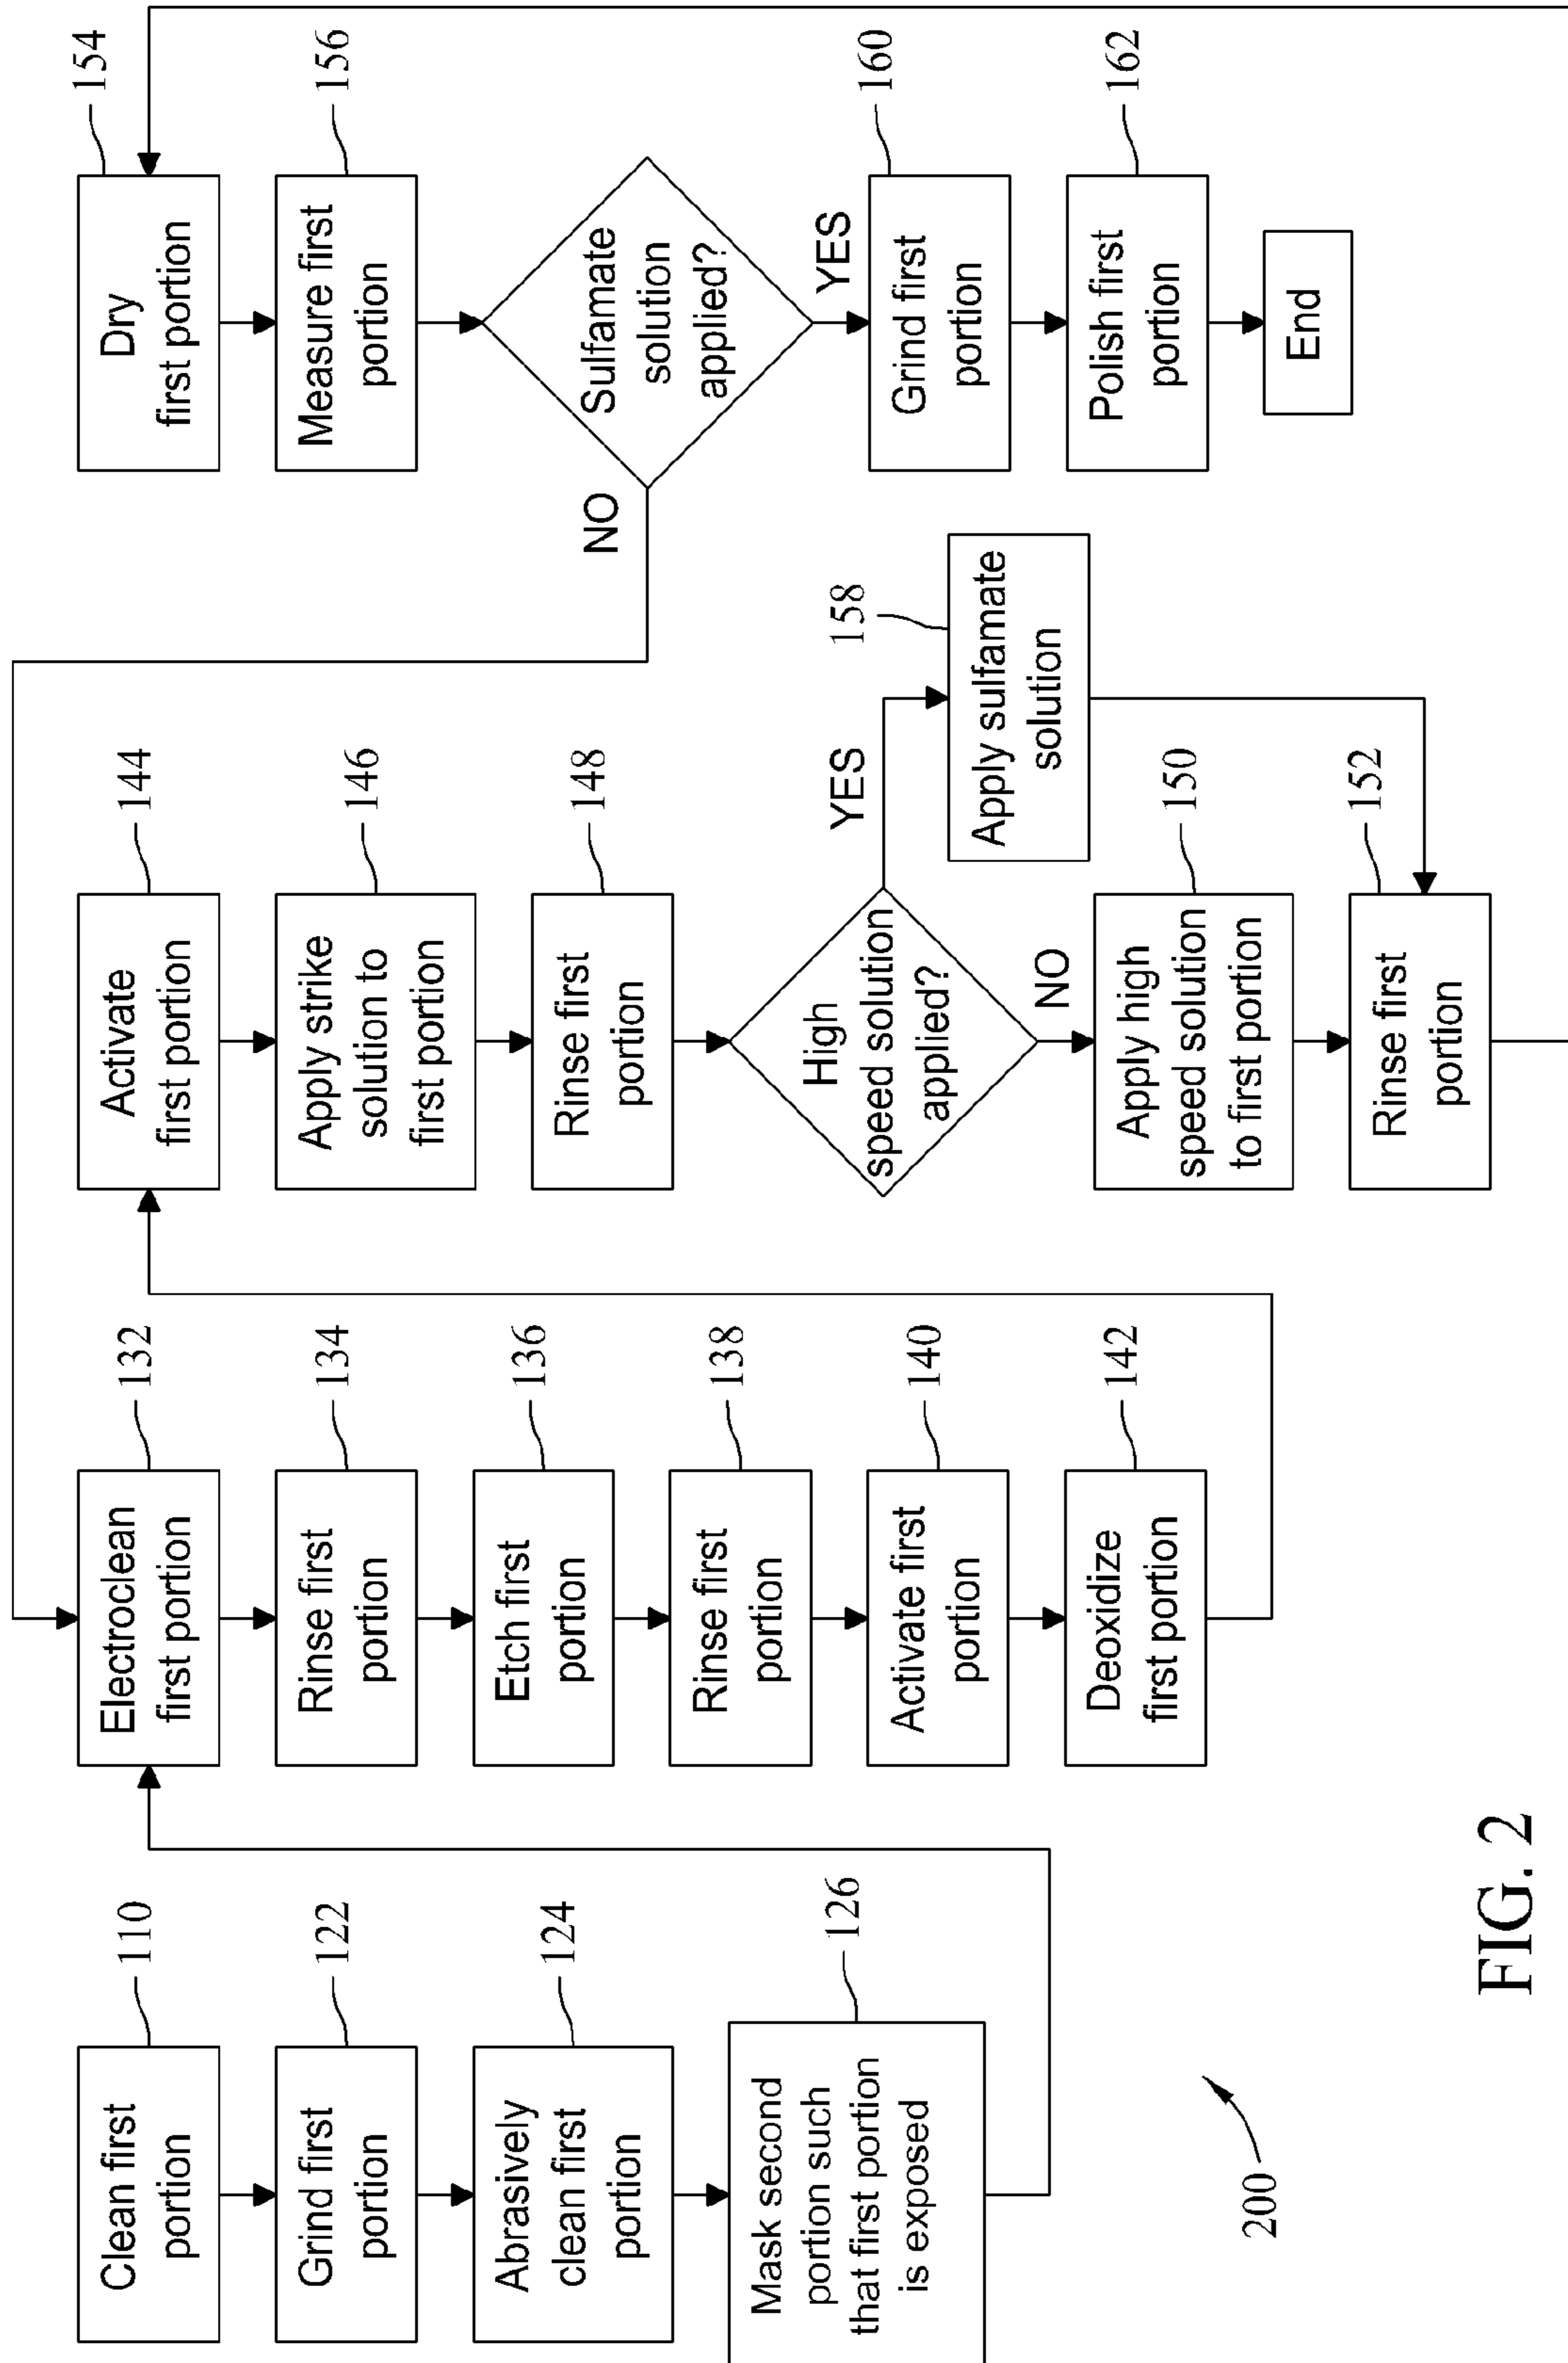 Clean first
portion
110
Grind first
portion
122
Abrasively
clean first
portion
124
Mask second
portion such
that first portion
is exposed
126
Electroclean
first portion
132
Rinse first
portion
134
Etch first
portion
136
Rinse first
portion
138
Activate first
portion
140
Deoxidize
first portion
142
Activate
first portion
144
Apply strike
solution to
first portion
146
Rinse first
portion
148
High
speed solution
applied?
YES
NO
Apply sulfamate
solution
158
Apply high
speed solution
to first portion
150
Rinse first
portion
152
Dry
first portion
154
Measure first
portion
156
Sulfamate
solution
applied?
NO
YES
Grind first
portion
160
Polish first
portion
162
End
200
FIG. 2